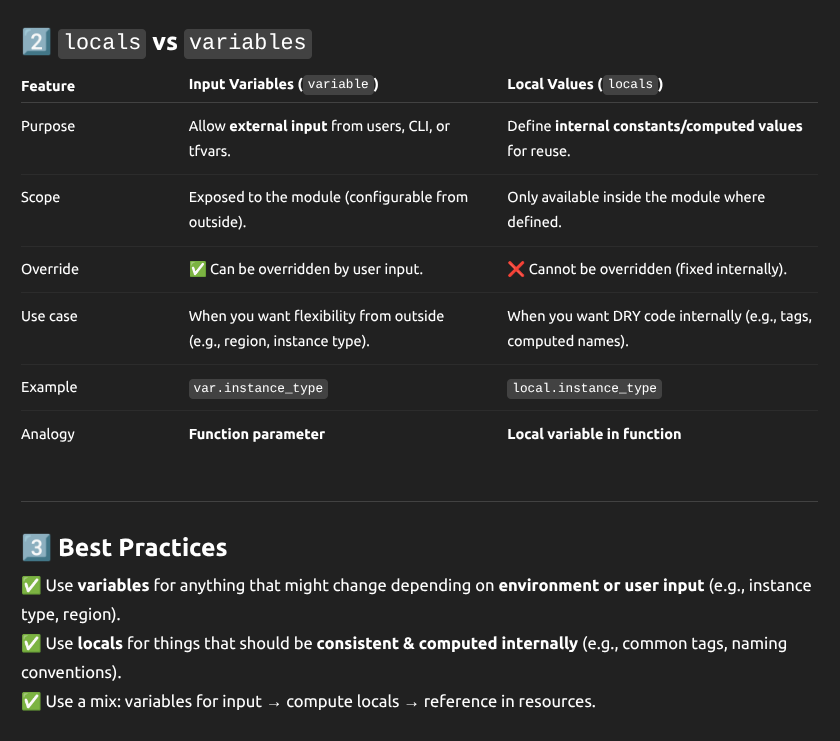 2️⃣ locals vs variables
Feature Input Variables (variable) Local Values (locals)
Purpose Allow external input from users, CLI, or Define internal constants/computed values
tfvars. for reuse.
Scope Exposed to the module (configurable from Only available inside the module where
outside). defined.
Override ✅ Can be overridden by user input. ❌ Cannot be overridden (fixed internally).
Use case When you want flexibility from outside When you want DRY code internally (e.g., tags,
(e.g., region, instance type). computed names).
Example var.instance_type local.instance_type
Analogy Function parameter Local variable in function
3️⃣ Best Practices
✅ Use variables for anything that might change depending on environment or user input (e.g., instance
type, region).
✅ Use locals for things that should be consistent & computed internally (e.g., common tags, naming
conventions).
✅ Use a mix: variables for input → compute locals → reference in resources.